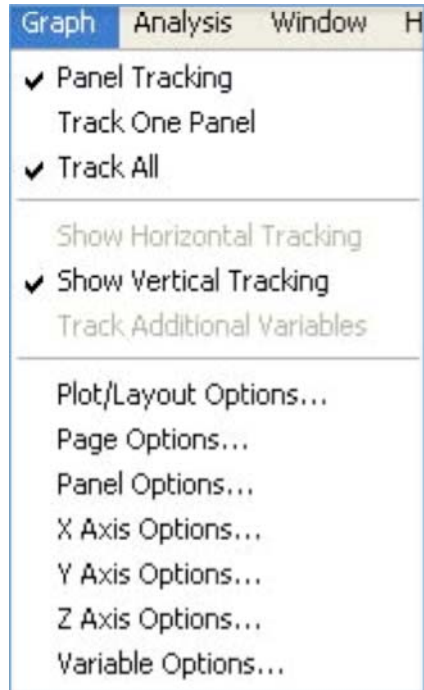 Graph Analysis Window H
✓ Panel Tracking
Track One Panel
✓ Track All
Show Horizontal Tracking
✓ Show Vertical Tracking
Track Additional Variables
Plot/Layout Options...
Page Options...
Panel Options...
X Axis Options...
Y Axis Options...
Z Axis Options...
Variable Options...